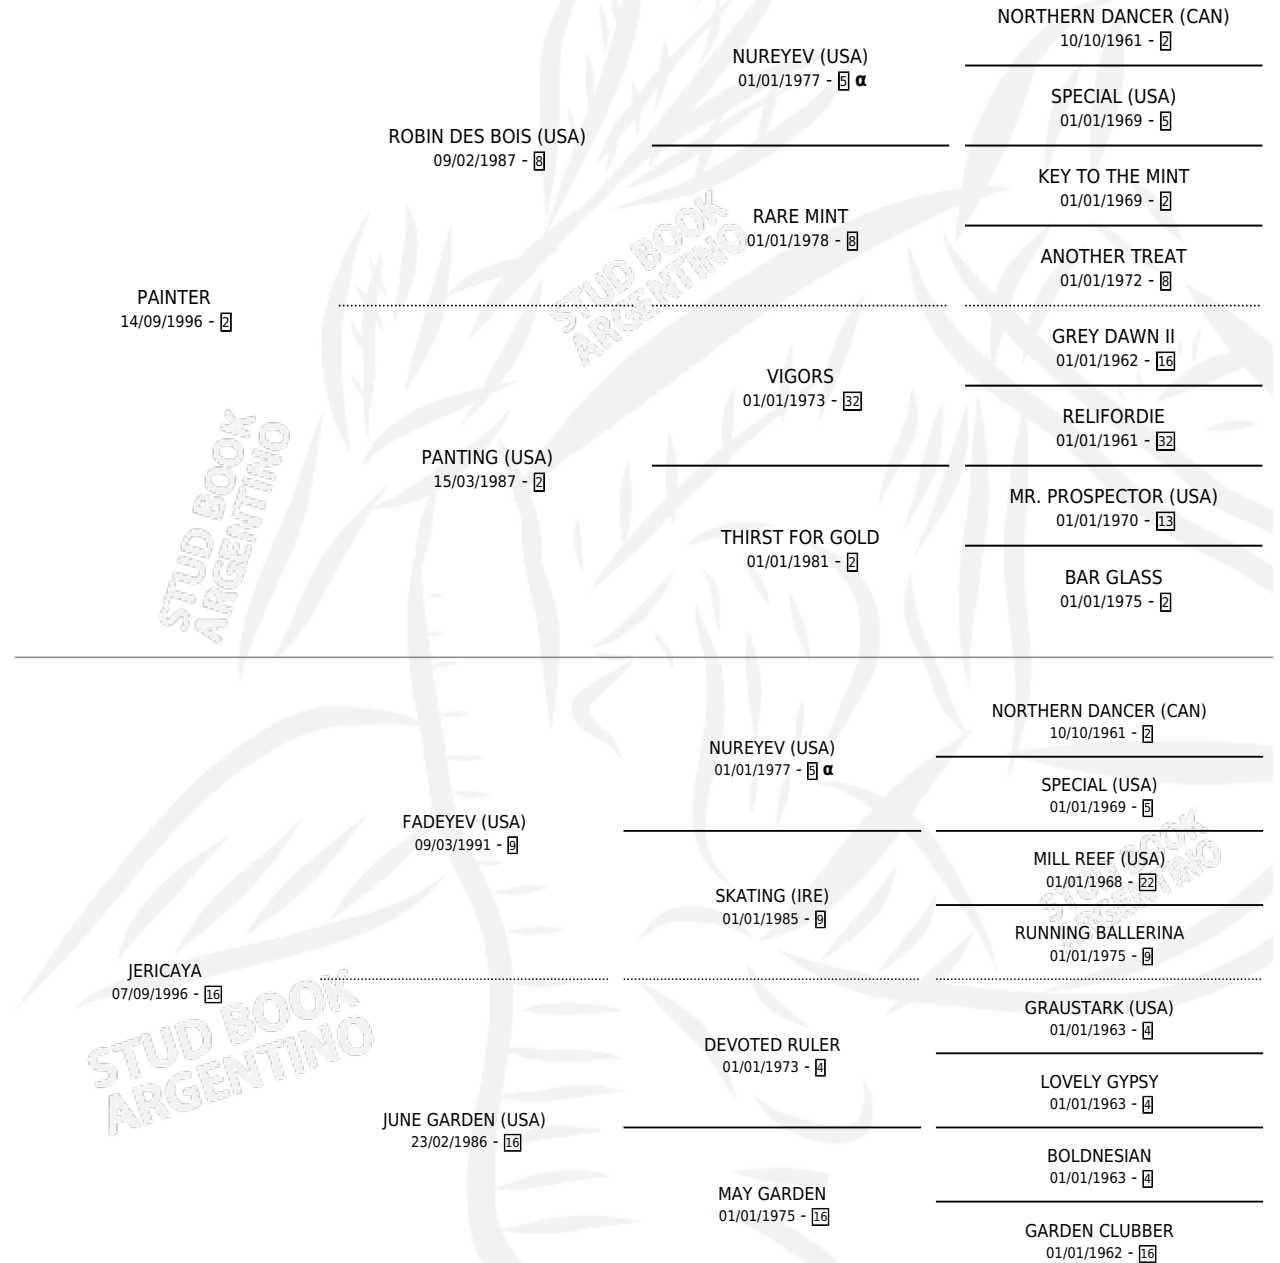 NORTHERN DANCER (CAN)
10/10/1961 - 2
NUREYEV (USA)
01/01/1977 - 5 α
SPECIAL (USA)
01/01/1969 - 5
ROBIN DES BOIS (USA)
09/02/1987 - 8
KEY TO THE MINT
01/01/1969 - 2
RARE MINT
01/01/1978 - 8
ANOTHER TREAT
01/01/1972 - 8
PAINTER
14/09/1996 - 2
GREY DAWN II
01/01/1962 - 16
VIGORS
01/01/1973 - 32
RELIFORDIE
01/01/1961 - 32
PANTING (USA)
15/03/1987 - 2
MR. PROSPECTOR (USA)
01/01/1970 - 13
THIRST FOR GOLD
01/01/1981 - 2
BAR GLASS
01/01/1975 - 2
STUD BOOK
ARGENTINO
STUD BOOK
ARGENTINO
NORTHERN DANCER (CAN)
10/10/1961 - 2
NUREYEV (USA)
01/01/1977 - 5 α
SPECIAL (USA)
01/01/1969 - 5
FADEYEV (USA)
09/03/1991 - 9
MILL REEF (USA)
01/01/1968 - 22
SKATING (IRE)
01/01/1985 - 9
RUNNING BALLERINA
01/01/1975 - 9
JERICAYA
07/09/1996 - 16
GRAUSTARK (USA)
01/01/1963 - 4
DEVOTED RULER
01/01/1973 - 4
LOVELY GYPSY
01/01/1963 - 4
JUNE GARDEN (USA)
23/02/1986 - 16
BOLDNESIAN
01/01/1963 - 4
MAY GARDEN
01/01/1975 - 16
GARDEN CLUBBER
01/01/1962 - 16
STUD BOOK
ARGENTINO
STUD BOOK
ARGENTINO